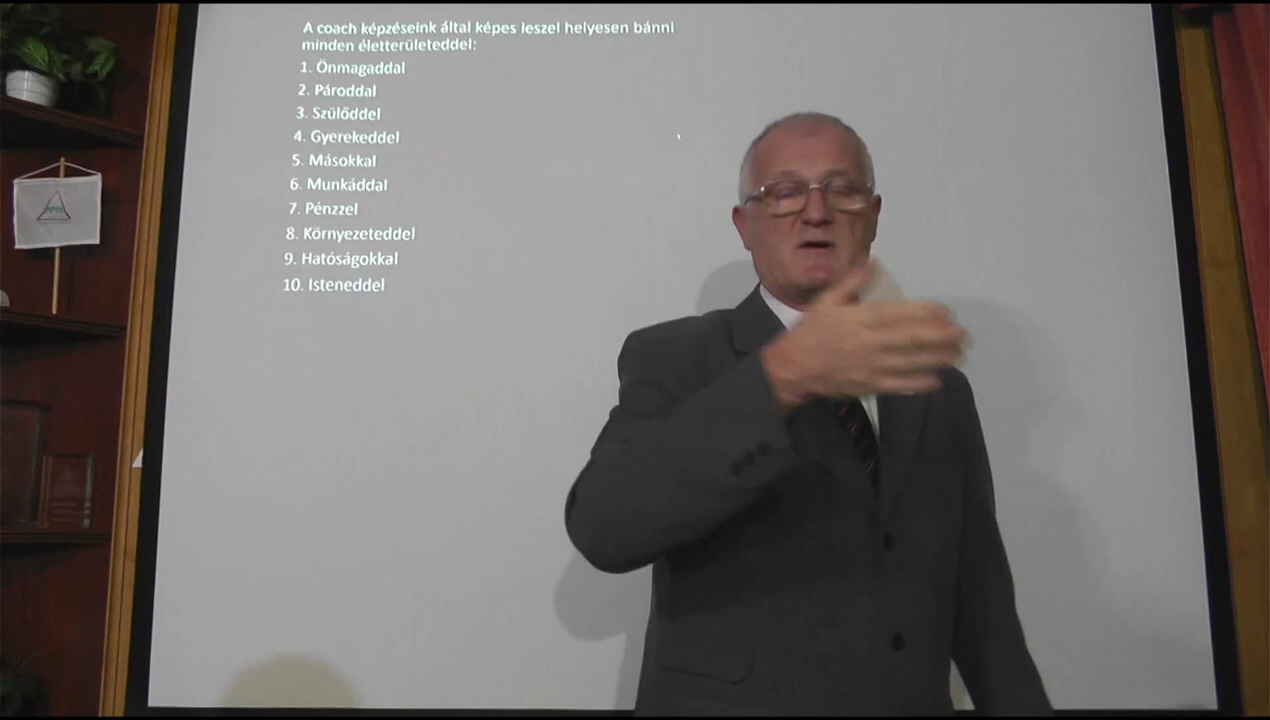 A coach képzéseink által képes leszel helyesen bánni
minden életterületeddel:
1. Önmagaddal
2. Pároddal
3. Szülőddel
4. Gyerekeddel
5. Másokkal
6. Munkáddal
7. Pénzzel
8. Környezeteddel
9. Hatóságokkal
10. Isteneddel